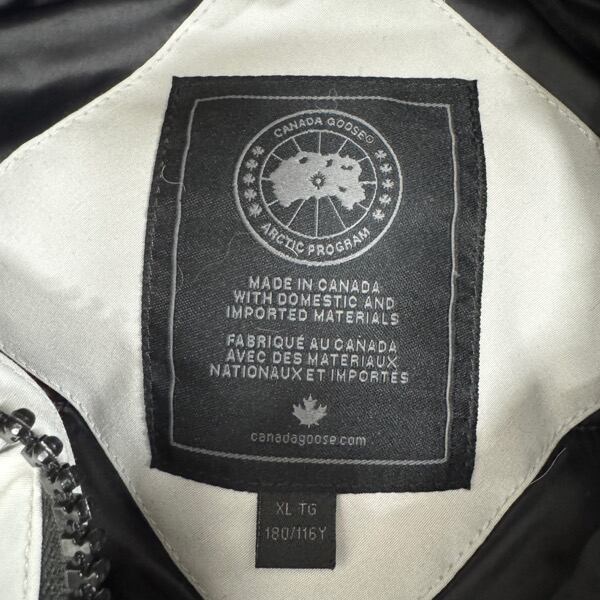 CANADA GOOSE®
ARCTIC PROGRAM
MADE IN CANADA
WITH DOMESTIC AND
IMPORTED MATERIALS
FABRIQUÉ AU CANADA
AVEC DES MATERIAUX
NATIONAUX ET IMPORTÉS
canadagoose.com
XL TG
180/116Y